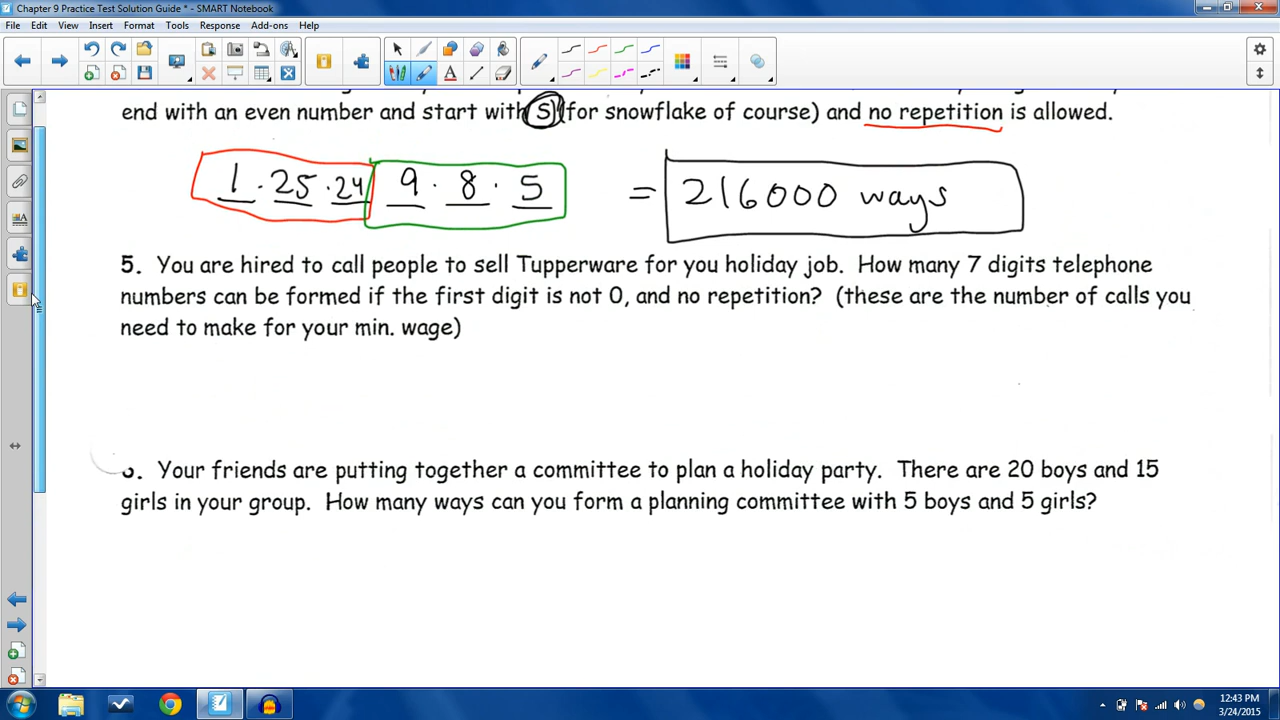 Chapter 9 Practice Test Solution Guide * - SMART Notebook
File Edit View Insert Format Tools Response Add-ons Help
end with an even number and start with S (for snowflake of course) and no repetition is allowed.
1 · 25 · 24 9 · 8 · 5 = 216000 ways
5. You are hired to call people to sell Tupperware for you holiday job. How many 7 digits telephone
numbers can be formed if the first digit is not 0, and no repetition? (these are the number of calls you
need to make for your min. wage)
6. Your friends are putting together a committee to plan a holiday party. There are 20 boys and 15
girls in your group. How many ways can you form a planning committee with 5 boys and 5 girls?
12:43 PM
3/24/2015